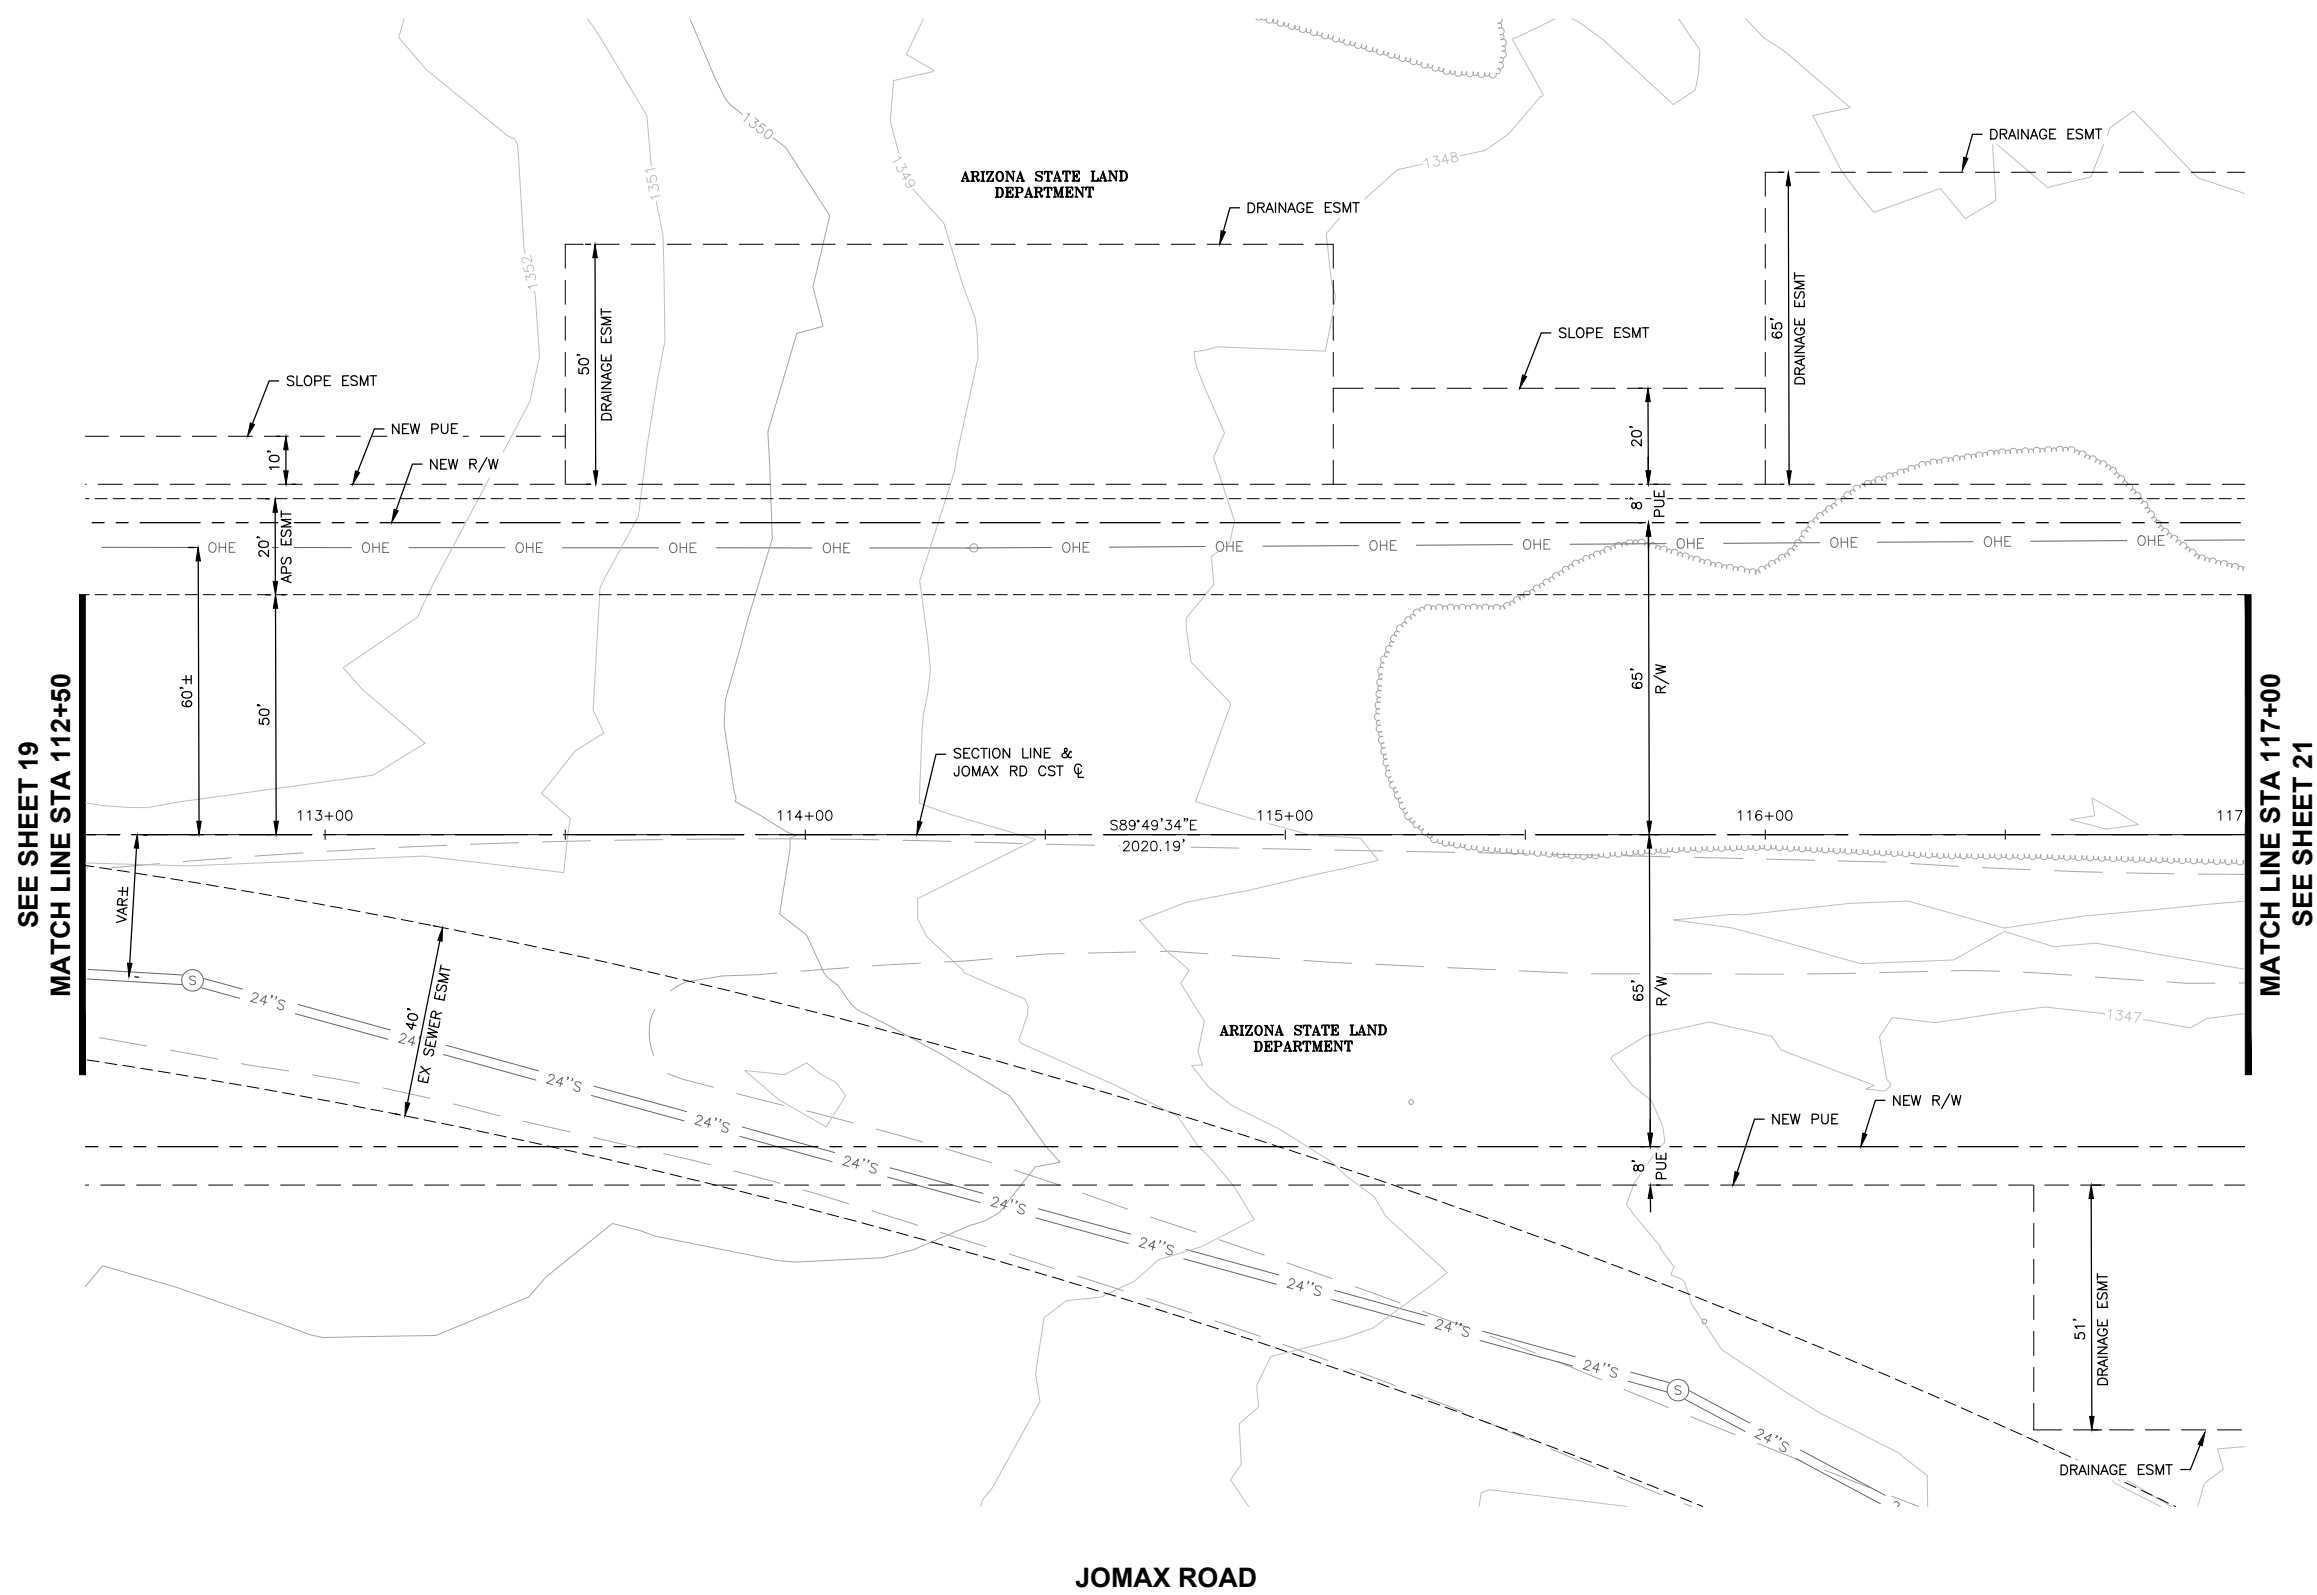 1350
1351
1352
1349
1348
ARIZONA STATE LAND
DEPARTMENT
DRAINAGE ESMT
DRAINAGE ESMT
50'
DRAINAGE ESMT
65'
DRAINAGE ESMT
SLOPE ESMT
SLOPE ESMT
NEW PUE
NEW R/W
10'
20'
8'
PUE
20'
APS ESMT
OHE OHE OHE OHE OHE OHE OHE OHE OHE OHE OHE OHE OHE
60'±
50'
65'
R/W
SEE SHEET 19
MATCH LINE STA 112+50
MATCH LINE STA 117+00
SEE SHEET 21
SECTION LINE &
JOMAX RD CST ℄
113+00 114+00 115+00 116+00 117
S89°49'34"E
2020.19'
VAR±
S
40'
EX SEWER ESMT
24"S
24
24"S
24"S
24"S
24"S
24"S
24"S
24"S
24"S
S
24"S
2
65'
R/W
ARIZONA STATE LAND
DEPARTMENT
1347
NEW R/W
NEW PUE
8'
PUE
51'
DRAINAGE ESMT
DRAINAGE ESMT
JOMAX ROAD